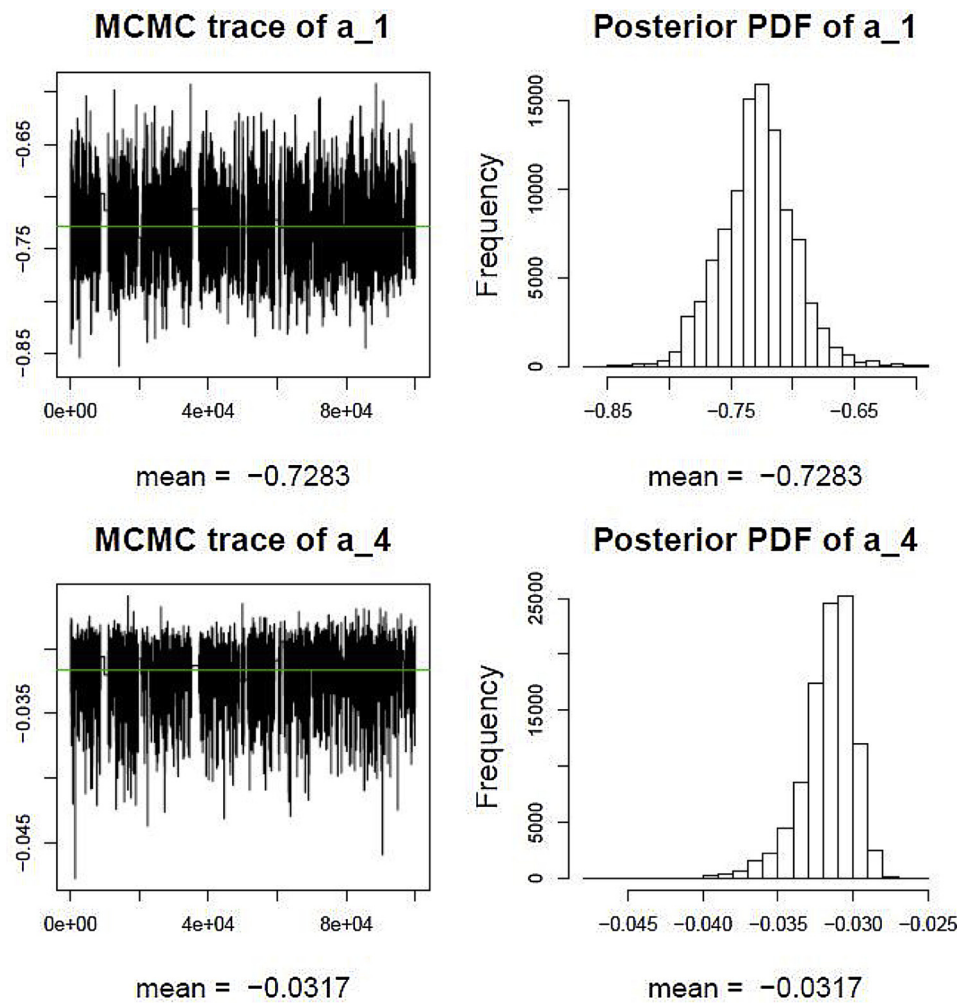 MCMC trace of a_1
−0.65
−0.75
−0.85
0e+00 4e+04 8e+04
mean = −0.7283
Posterior PDF of a_1
Frequency
15000
10000
5000
0
−0.85 −0.75 −0.65
mean = −0.7283
MCMC trace of a_4
−0.035
−0.045
0e+00 4e+04 8e+04
mean = −0.0317
Posterior PDF of a_4
Frequency
25000
15000
5000
0
−0.045 −0.040 −0.035 −0.030 −0.025
mean = −0.0317